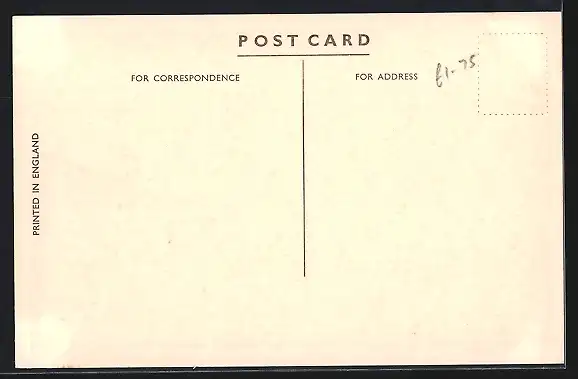 POST CARD
FOR CORRESPONDENCE
FOR ADDRESS
£1-75
PRINTED IN ENGLAND